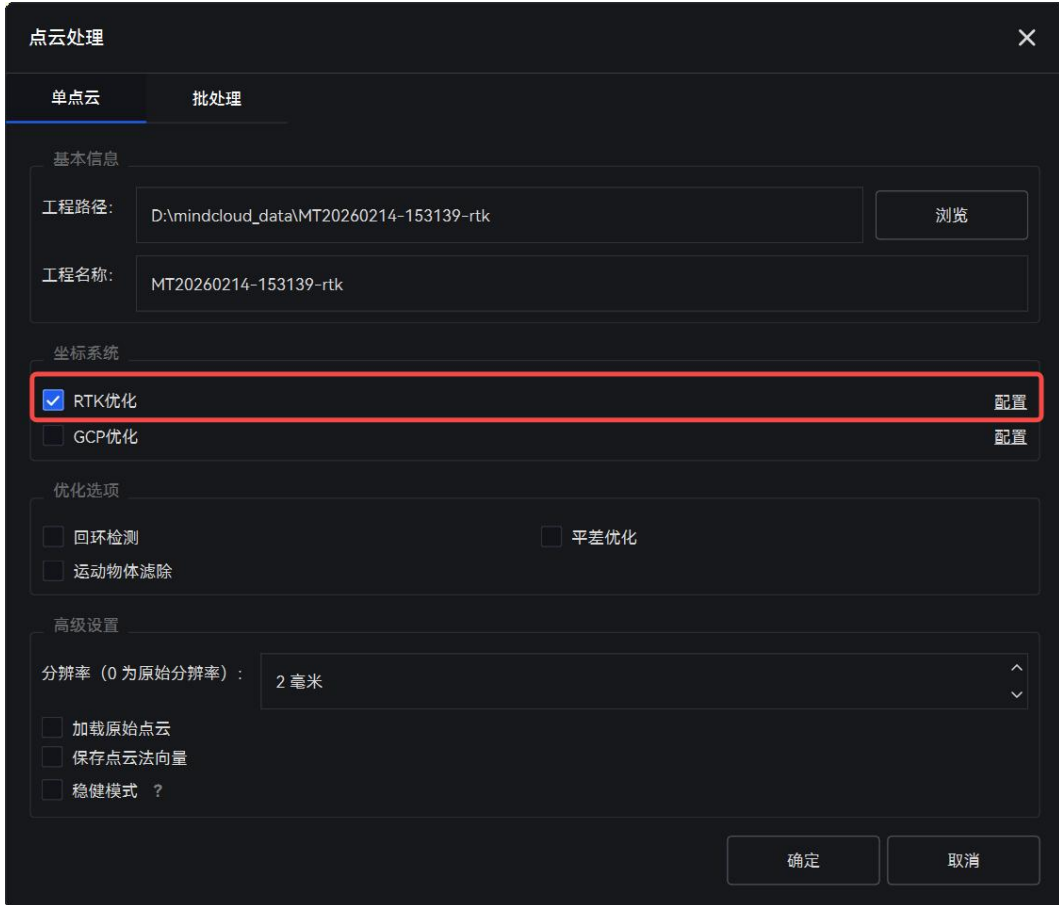 点云处理
单点云 批处理
基本信息
工程路径: D:\mindcloud_data\MT20260214-153139-rtk 浏览
工程名称: MT20260214-153139-rtk
坐标系统
RTK优化 配置
GCP优化 配置
优化选项
回环检测 平差优化
运动物体滤除
高级设置
分辨率（0 为原始分辨率）: 2 毫米
加载原始点云
保存点云法向量
稳健模式 ?
确定 取消